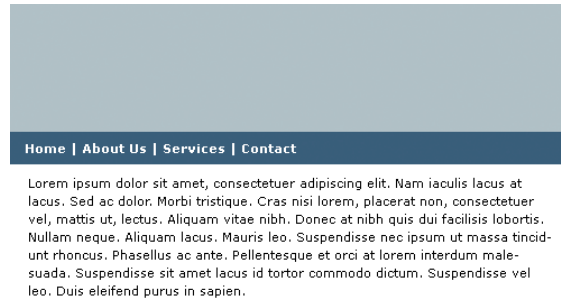 Home | About Us | Services | Contact
Lorem ipsum dolor sit amet, consectetuer adipiscing elit. Nam iaculis lacus at
lacus. Sed ac dolor. Morbi tristique. Cras nisi lorem, placerat non, consectetuer
vel, mattis ut, lectus. Aliquam vitae nibh. Donec at nibh quis dui facilisis lobortis.
Nullam neque. Aliquam lacus. Mauris leo. Suspendisse nec ipsum ut massa tincid-
unt rhoncus. Phasellus ac ante. Pellentesque et orci at lorem interdum male-
suada. Suspendisse sit amet lacus id tortor commodo dictum. Suspendisse vel
leo. Duis eleifend purus in sapien.